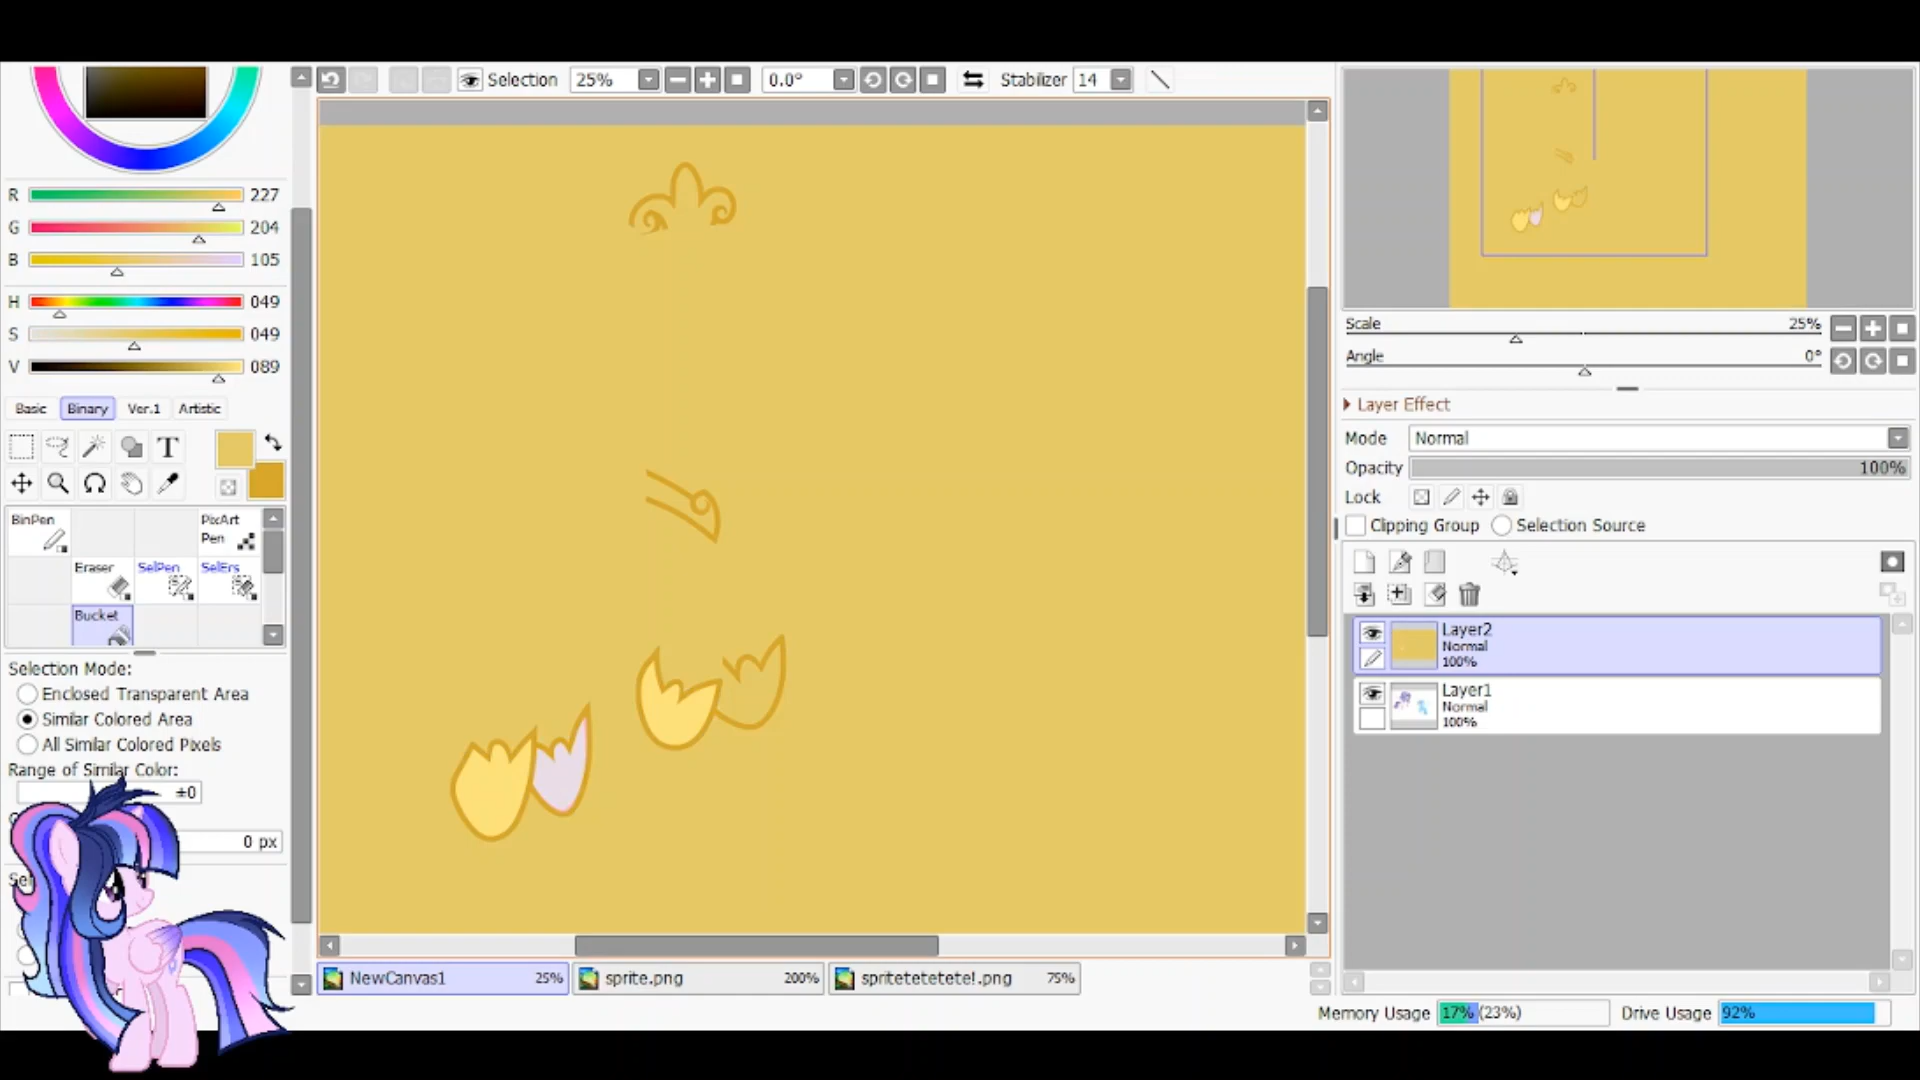 Selection 25% 0.0° Stabilizer 14
R 227
G 204
B 105
H 049
S 049
V 089
Basic Binary Ver.1 Artistic
T
BinPen
PixArt
Pen
Eraser SelPen SelErs
Bucket
Selection Mode:
Enclosed Transparent Area
Similar Colored Area
All Similar Colored Pixels
Range of Similar Color:
±0
0 px
NewCanvas1 25% sprite.png 200% spritetetetete!.png 75%
Scale 25%
Angle 0°
Layer Effect
Mode Normal
Opacity 100%
Lock
Clipping Group Selection Source
Layer2
Normal
100%
Layer1
Normal
100%
Memory Usage 17% (23%) Drive Usage 92%